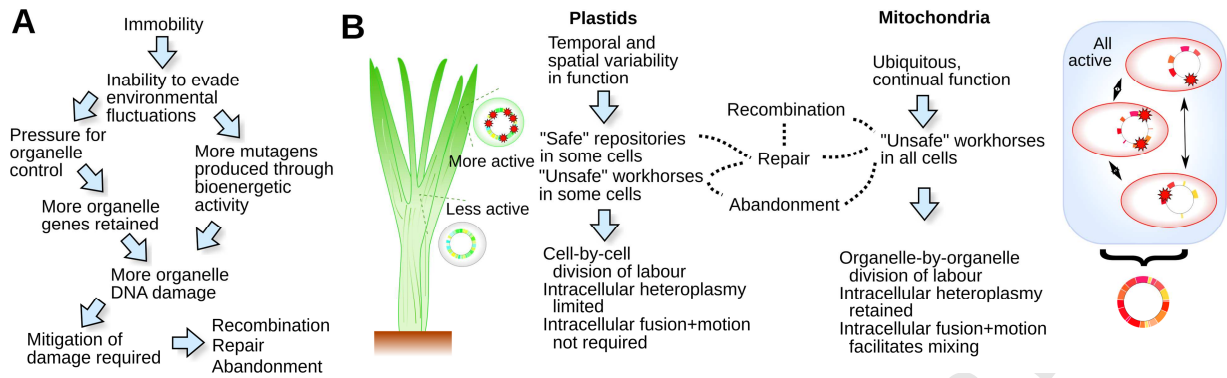 A
Immobility
Inability to evade
environmental
fluctuations
Pressure for
organelle
control
More mutagens
produced through
bioenergetic
activity
More organelle
genes retained
More organelle
DNA damage
Mitigation of
damage required
Recombination
Repair
Abandonment
B
More active
Less active
Plastids
Temporal and
spatial variability
in function
"Safe" repositories
in some cells
"Unsafe" workhorses
in some cells
Cell-by-cell
division of labour
Intracellular heteroplasmy
limited
Intracellular fusion+motion
not required
Recombination
Repair
Abandonment
Mitochondria
Ubiquitous,
continual function
"Unsafe" workhorses
in all cells
Organelle-by-organelle
division of labour
Intracellular heteroplasmy
retained
Intracellular fusion+motion
facilitates mixing
All
active